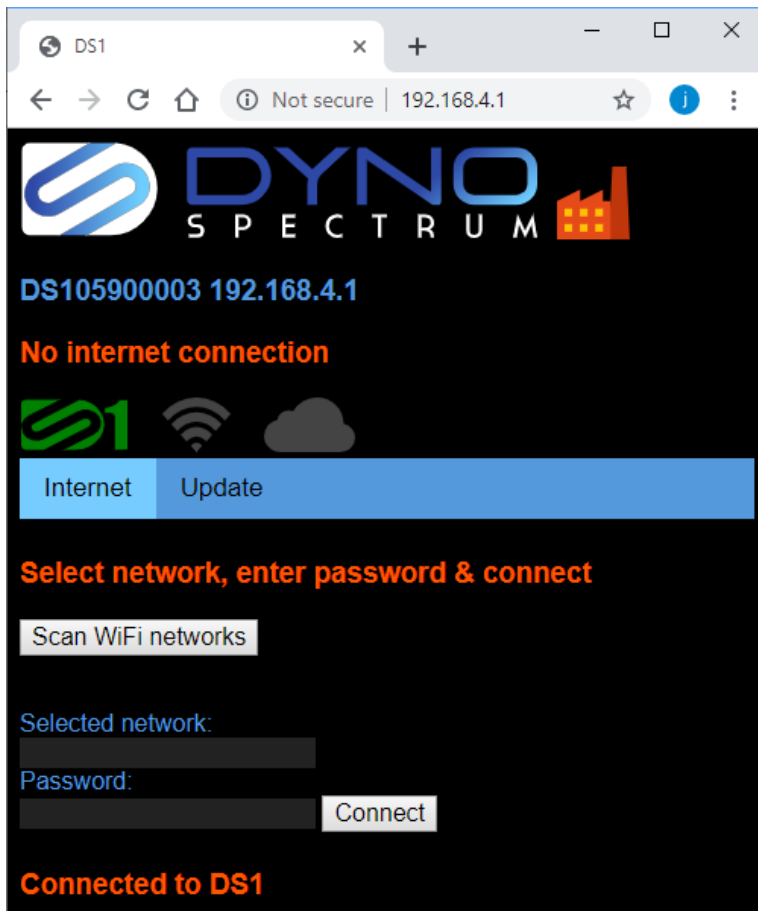 DS1
Not secure 192.168.4.1
j
DYNO
SPECTRUM
DS105900003 192.168.4.1
No internet connection
S1
Internet Update
Select network, enter password & connect
Scan WiFi networks
Selected network:
Password:
Connect
Connected to DS1